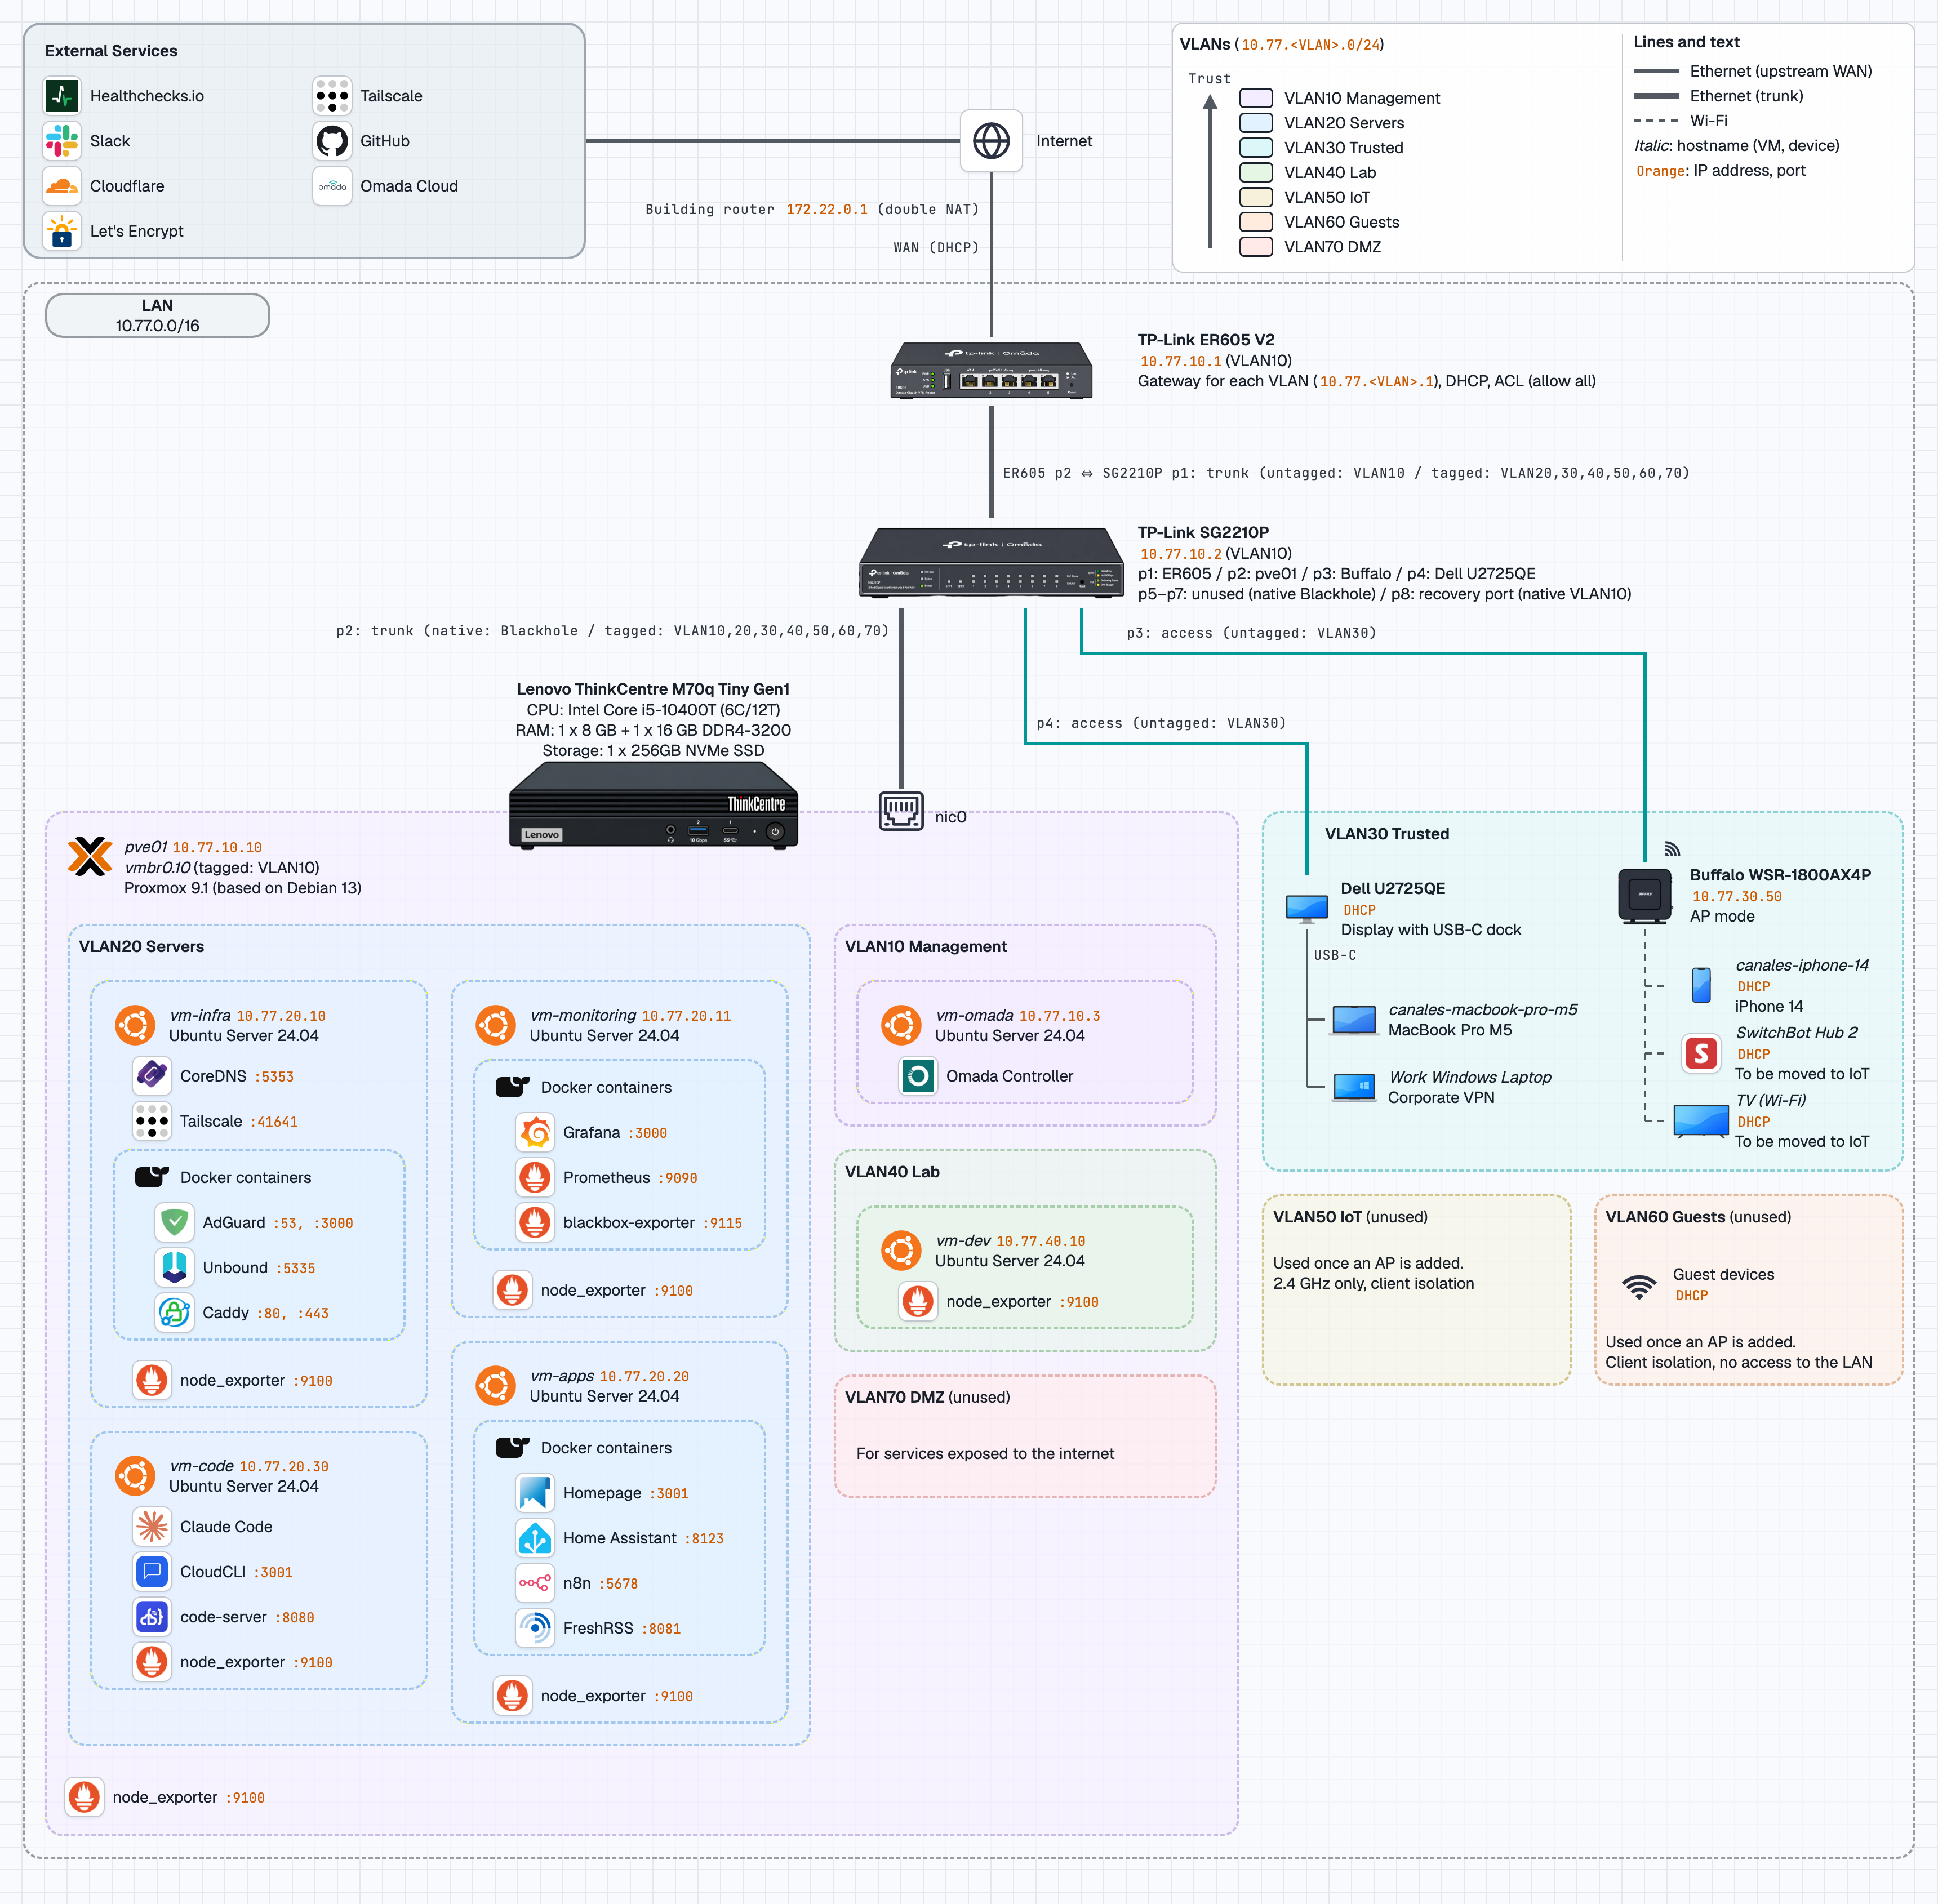 External Services
Healthchecks.io
Slack
Cloudflare
Let's Encrypt
Tailscale
GitHub
omada
Omada Cloud
Internet
Building router 172.22.0.1 (double NAT)
WAN (DHCP)
VLANs (10.77.<VLAN>.0/24)
Trust
VLAN10 Management
VLAN20 Servers
VLAN30 Trusted
VLAN40 Lab
VLAN50 IoT
VLAN60 Guests
VLAN70 DMZ
Lines and text
Ethernet (upstream WAN)
Ethernet (trunk)
Wi-Fi
Italic: hostname (VM, device)
Orange: IP address, port
LAN
10.77.0.0/16
tp-link | Omada
TP-Link ER605 V2
10.77.10.1 (VLAN10)
Gateway for each VLAN (10.77.<VLAN>.1), DHCP, ACL (allow all)
ER605 p2 ⇔ SG2210P p1: trunk (untagged: VLAN10 / tagged: VLAN20,30,40,50,60,70)
tp-link | Omada
TP-Link SG2210P
10.77.10.2 (VLAN10)
p1: ER605 / p2: pve01 / p3: Buffalo / p4: Dell U2725QE
p5–p7: unused (native Blackhole) / p8: recovery port (native VLAN10)
p2: trunk (native: Blackhole / tagged: VLAN10,20,30,40,50,60,70)
p3: access (untagged: VLAN30)
p4: access (untagged: VLAN30)
Lenovo ThinkCentre M70q Tiny Gen1
CPU: Intel Core i5-10400T (6C/12T)
RAM: 1 x 8 GB + 1 x 16 GB DDR4-3200
Storage: 1 x 256GB NVMe SSD
ThinkCentre
Lenovo
nic0
pve01 10.77.10.10
vmbr0.10 (tagged: VLAN10)
Proxmox 9.1 (based on Debian 13)
VLAN20 Servers
vm-infra 10.77.20.10
Ubuntu Server 24.04
CoreDNS :5353
Tailscale :41641
Docker containers
AdGuard :53, :3000
Unbound :5335
Caddy :80, :443
node_exporter :9100
vm-monitoring 10.77.20.11
Ubuntu Server 24.04
Docker containers
Grafana :3000
Prometheus :9090
blackbox-exporter :9115
node_exporter :9100
vm-code 10.77.20.30
Ubuntu Server 24.04
Claude Code
CloudCLI :3001
code-server :8080
node_exporter :9100
vm-apps 10.77.20.20
Ubuntu Server 24.04
Docker containers
Homepage :3001
Home Assistant :8123
n8n :5678
FreshRSS :8081
node_exporter :9100
node_exporter :9100
VLAN10 Management
vm-omada 10.77.10.3
Ubuntu Server 24.04
Omada Controller
VLAN40 Lab
vm-dev 10.77.40.10
Ubuntu Server 24.04
node_exporter :9100
VLAN70 DMZ (unused)
For services exposed to the internet
VLAN30 Trusted
Dell U2725QE
DHCP
Display with USB-C dock
USB-C
canales-macbook-pro-m5
MacBook Pro M5
Work Windows Laptop
Corporate VPN
Buffalo WSR-1800AX4P
10.77.30.50
AP mode
canales-iphone-14
DHCP
iPhone 14
SwitchBot Hub 2
DHCP
To be moved to IoT
TV (Wi-Fi)
DHCP
To be moved to IoT
VLAN50 IoT (unused)
Used once an AP is added.
2.4 GHz only, client isolation
VLAN60 Guests (unused)
Guest devices
DHCP
Used once an AP is added.
Client isolation, no access to the LAN